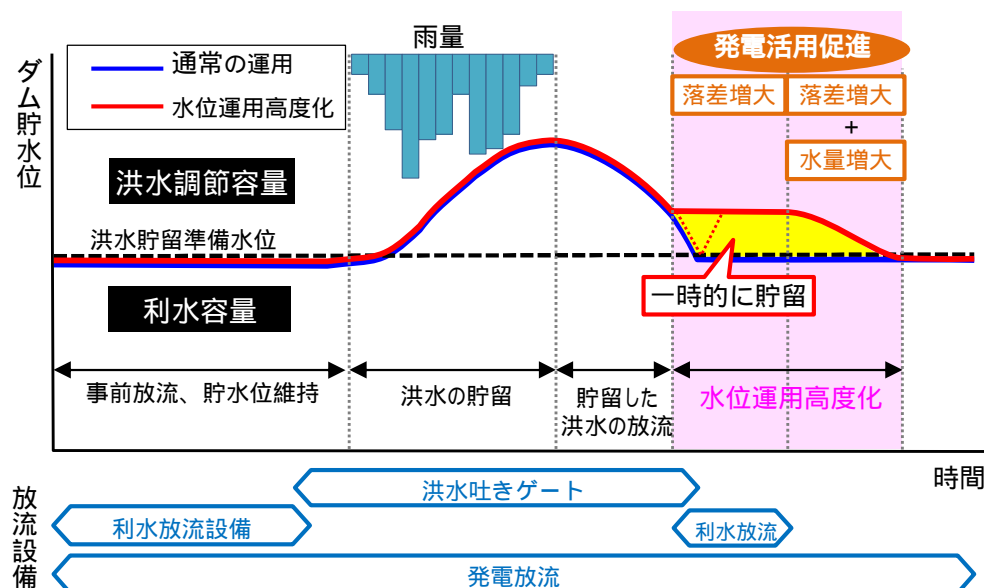 雨量
発電活用促進
通常の運用
水位運用高度化
落差増大
落差増大
+
水量増大
ダム貯水位
洪水調節容量
洪水貯留準備水位
利水容量
一時的に貯留
事前放流、貯水位維持
洪水の貯留
貯留した
洪水の放流
水位運用高度化
時間
放流設備
洪水吐きゲート
利水放流設備
利水放流
発電放流